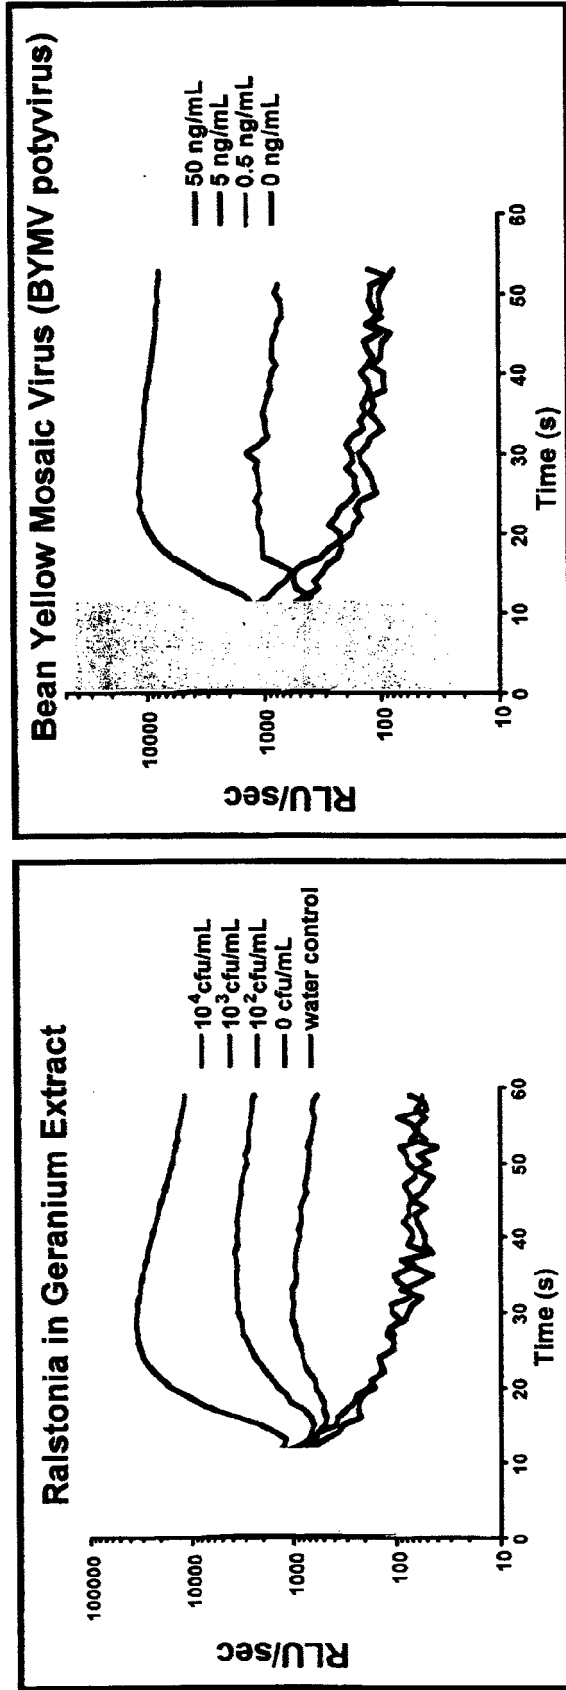 Ralstonia in Geranium Extract
100000
10000
1000
100
10
RLU/sec
0
10
20
30
40
50
60
Time (s)
10⁴cfu/mL
10³cfu/mL
10²cfu/mL
0 cfu/mL
water control
Bean Yellow Mosaic Virus (BYMV potyvirus)
10000
1000
100
10
RLU/sec
0
10
20
30
40
50
60
Time (s)
50 ng/mL
5 ng/mL
0.5 ng/mL
0 ng/mL